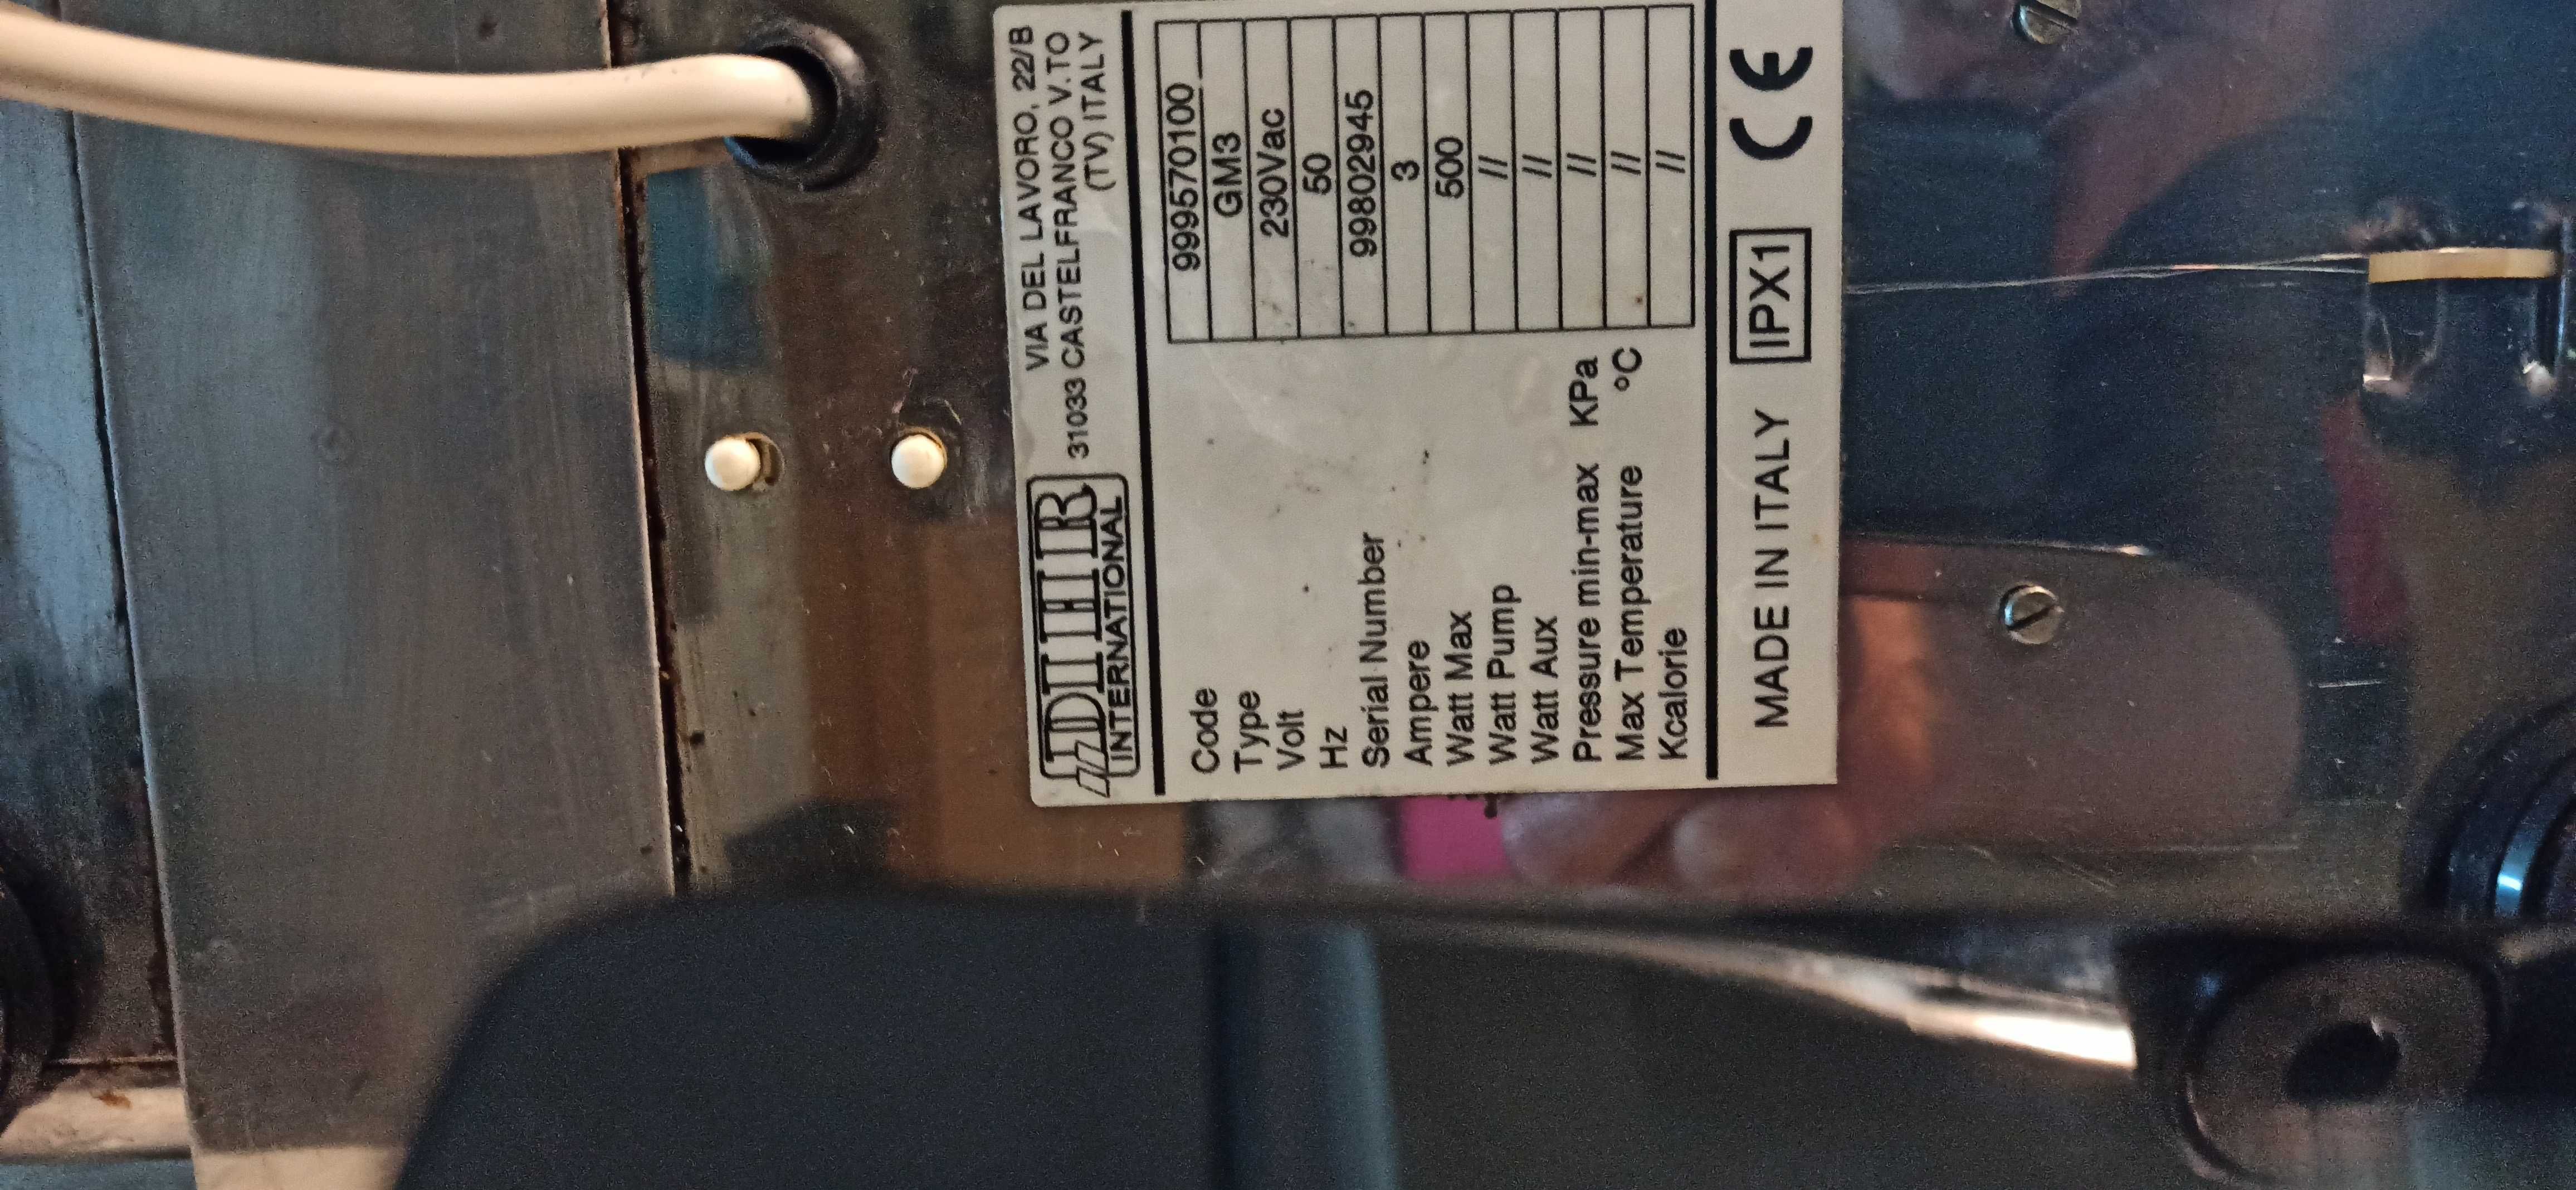 DIHR
INTERNATIONAL
VIA DEL LAVORO, 22/B
31033 CASTELFRANCO V.TO
(TV) ITALY
Code 9995570100
Type GM3
Volt 230Vac
Hz 50
Serial Number 99802945
Ampere 3
Watt Max 500
Watt Pump //
Watt Aux //
Pressure min-max KPa //
Max Temperature °C //
Kcalorie //
MADE IN ITALY IPX1 CE